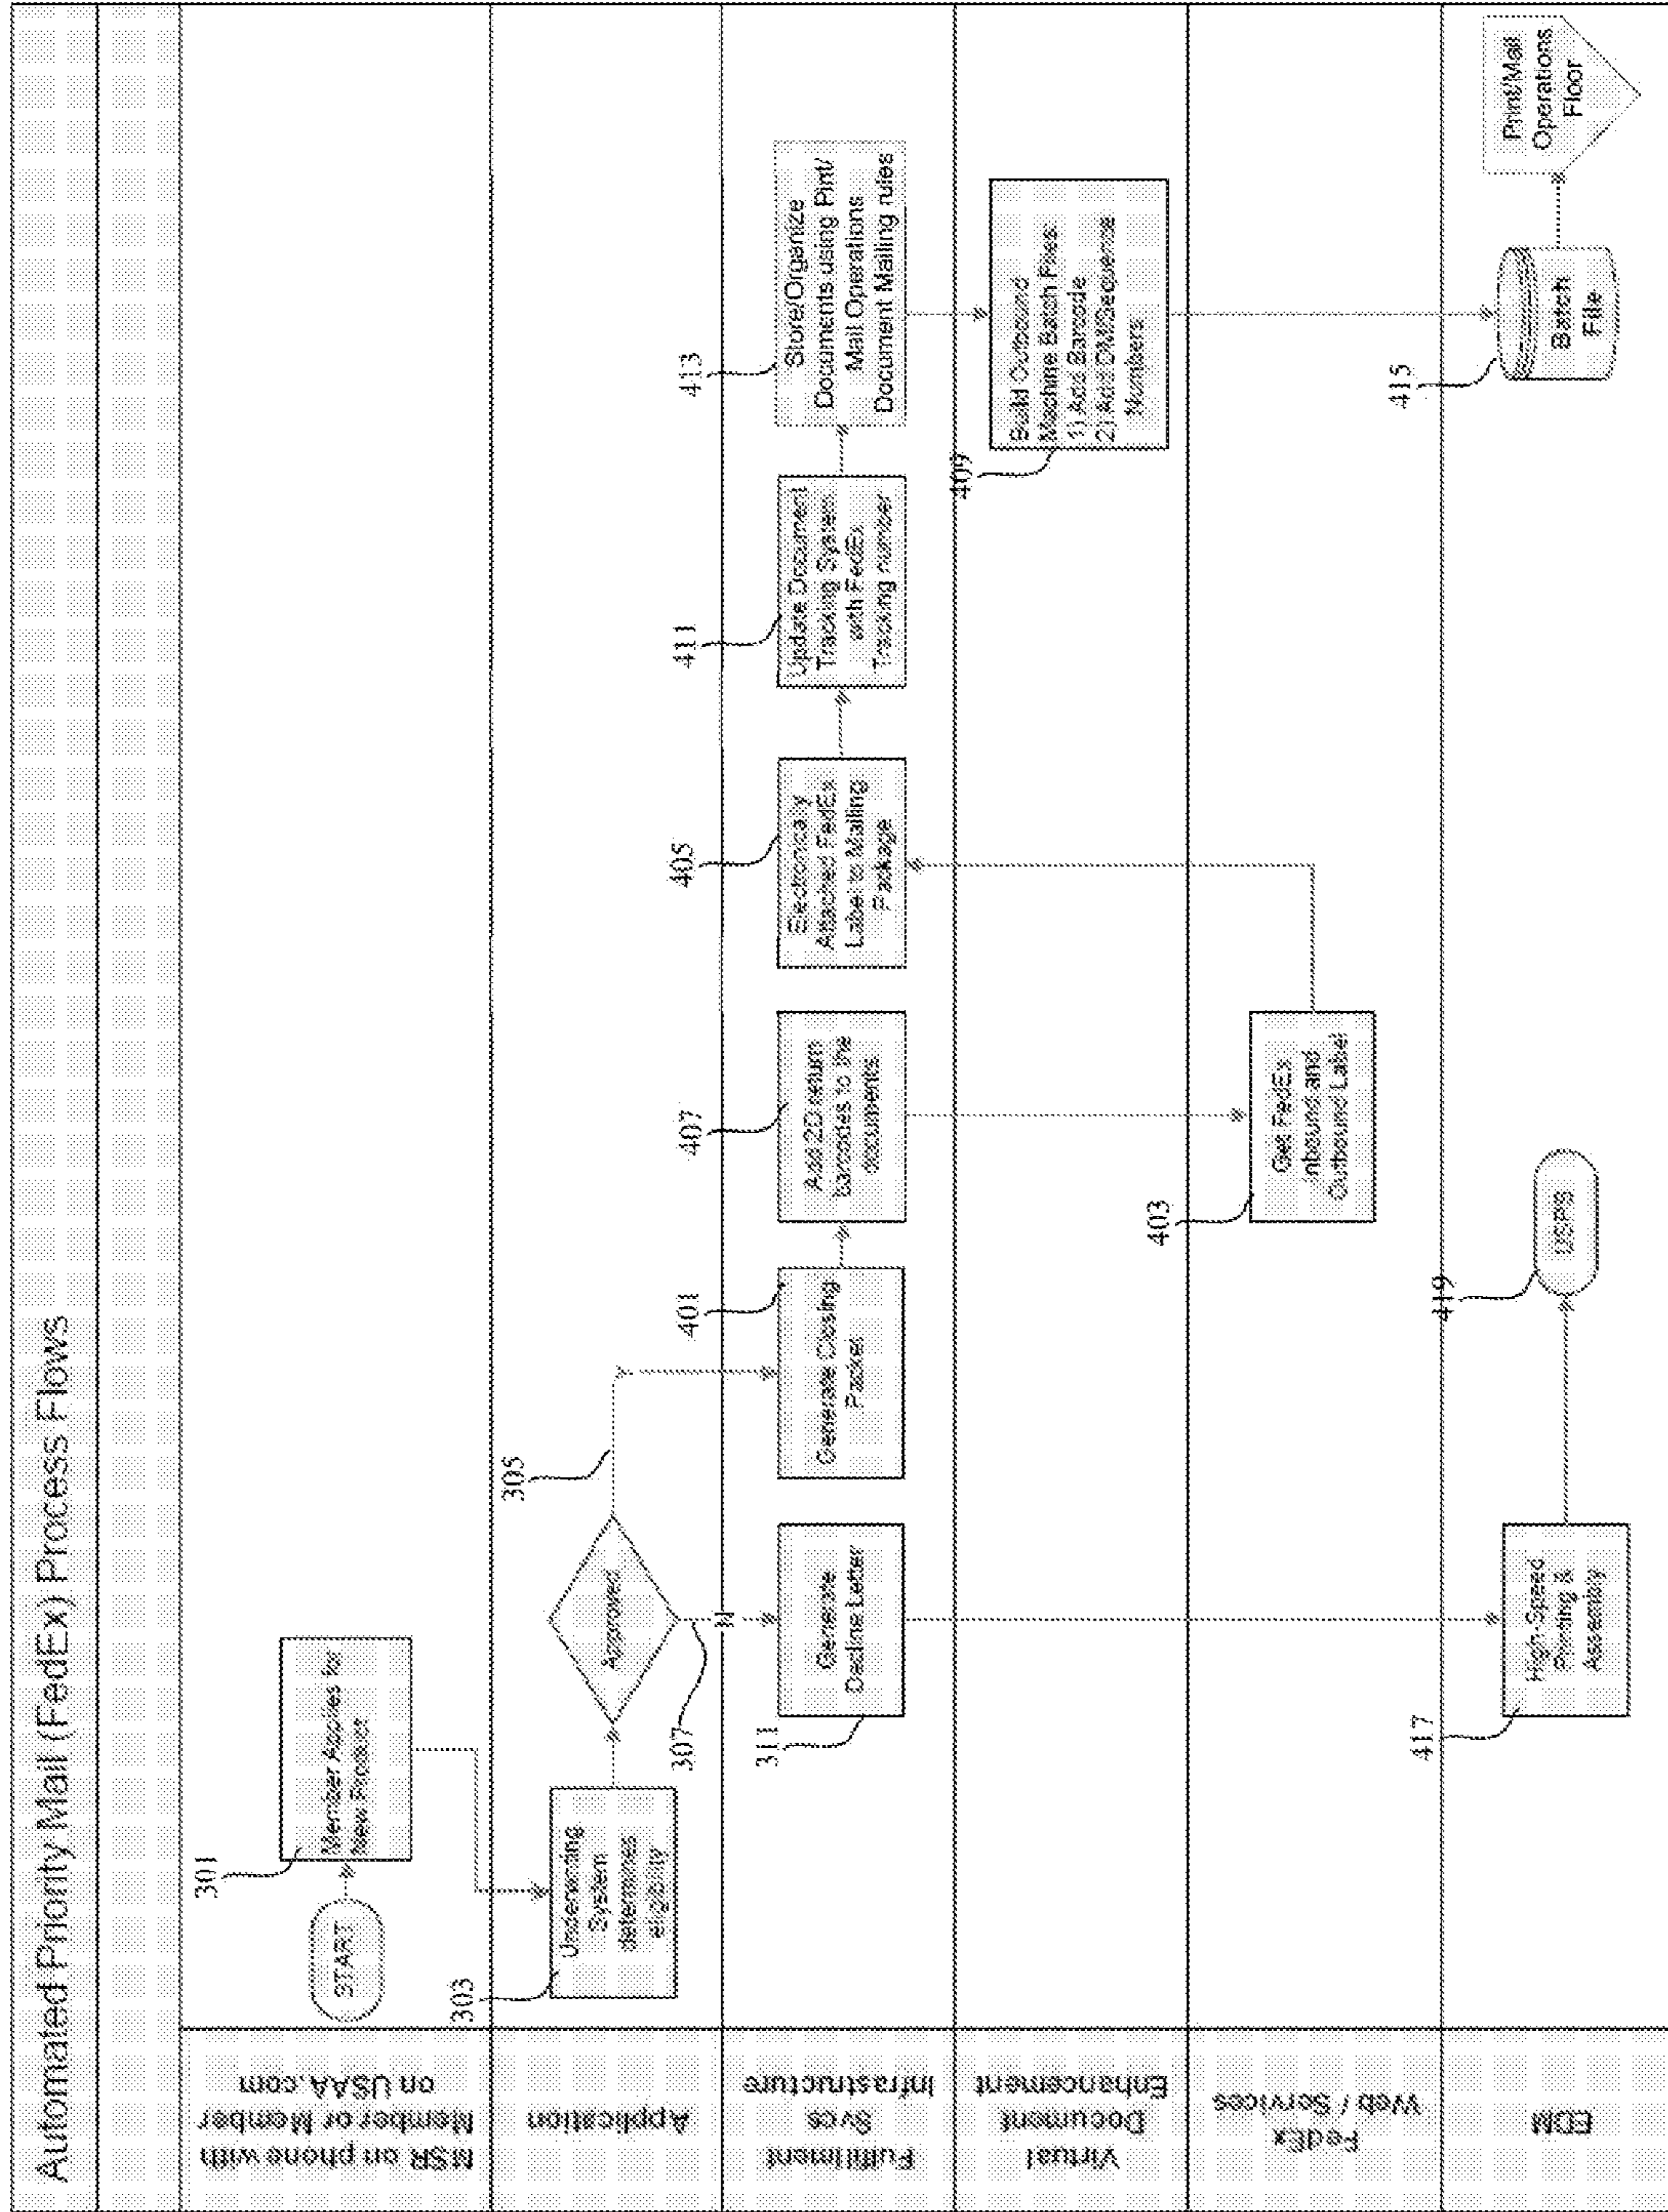 Automated Priority Mail (FedEx) Process Flows
MSR on phone with
Member or Member
on USAA.com
START
301
Member Applies for
New Product
Application
303
Underwriting
System
determines
eligibility
Approved
305
Y
307
N
Fulfillment
Svcs
Infrastructure
311
Generate
Decline Letter
401
Generate Closing
Packet
407
Add 2D return
barcodes to the
documents
405
Electronically
Attached FedEx
Label to Mailing
Package
411
Update Document
Tracking System
with FedEx
Tracking number
413
Store/Organize
Documents using Pint/
Mail Operations
Document Mailing rules
Virtual
Document
Enhancement
409
Build Outbound
Machine Batch Files:
1) Add Barcode
2) Add DM/Sequence
Numbers
FedEx
Web / Services
403
Get FedEx
Inbound and
Outbound Label
EDM
417
High-Speed
Printing &
Assembly
419
USPS
415
Batch
File
Print/Mail
Operations
Floor